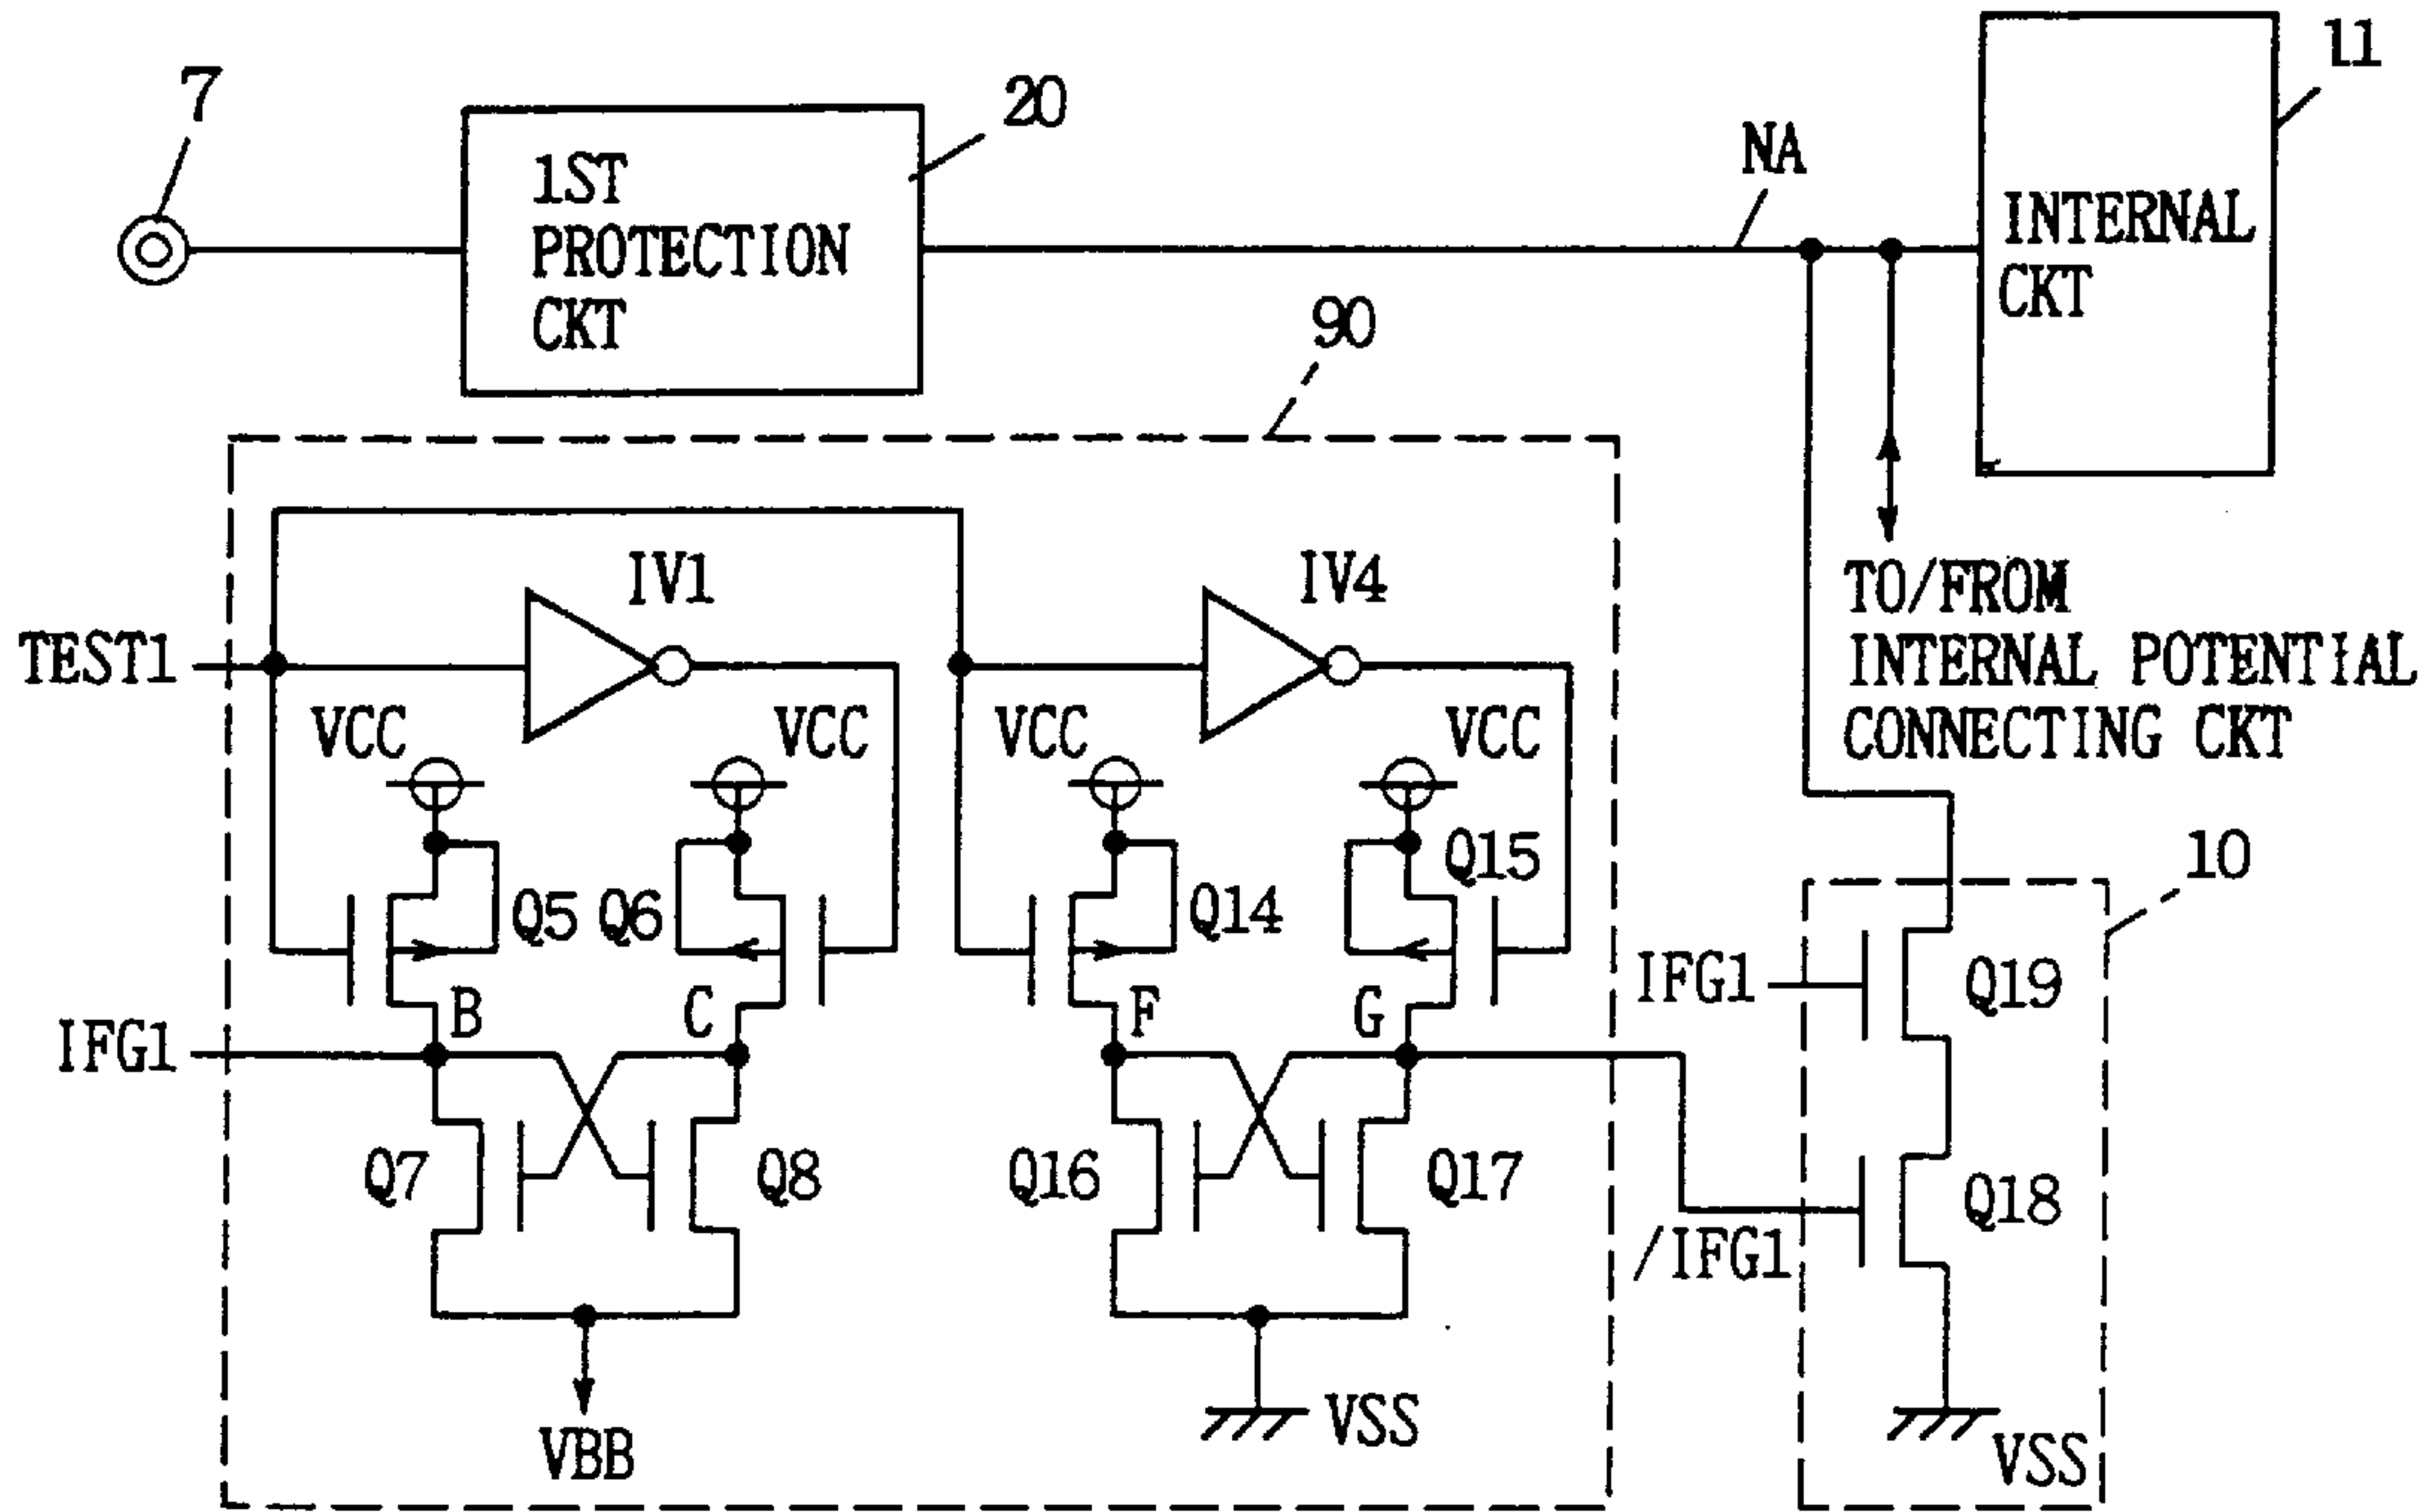 7
1ST
PROTECTION
CKT
20
NA
INTERNAL
CKT
11
90
TO/FROM
INTERNAL POTENTIAL
CONNECTING CKT
TEST1
IV1
IV4
VCC
VCC
VCC
VCC
Q5
Q6
Q14
Q15
10
B
C
F
G
IFG1
IFG1
Q19
Q7
Q8
Q16
Q17
Q18
/IFG1
VBB
VSS
VSS